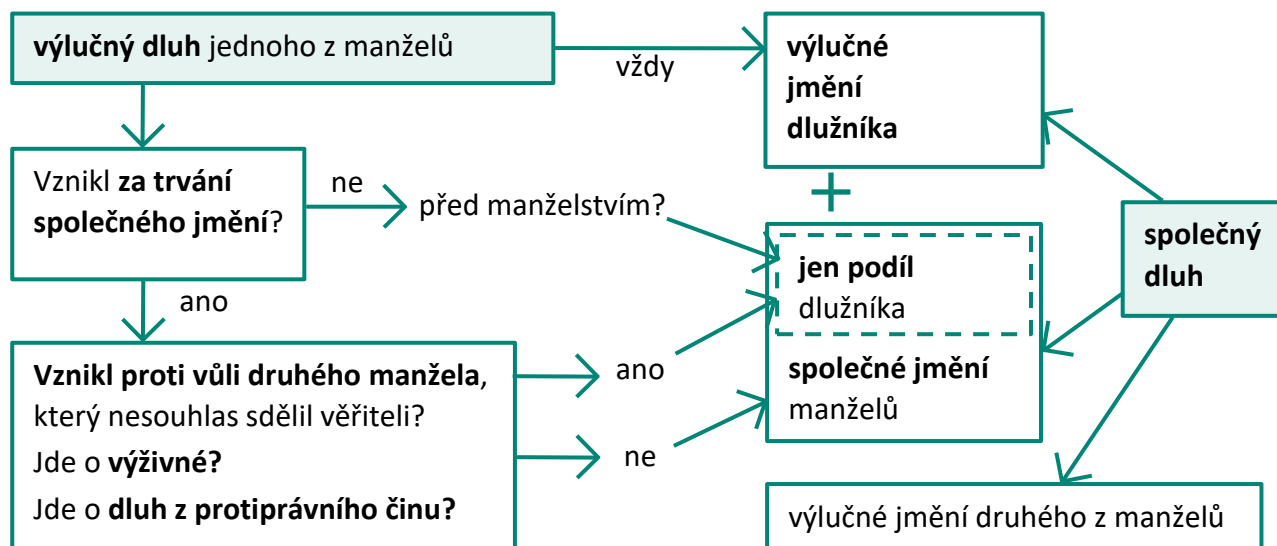 výlučný dluh jednoho z manželů
vždy
výlučné
jmění
dlužníka
Vznikl za trvání
společného jmění?
ne
před manželstvím?
+
jen podíl
dlužníka
společné jmění
manželů
společný
dluh
ano
Vznikl proti vůli druhého manžela,
který nesouhlas sdělil věřiteli?
Jde o výživné?
Jde o dluh z protiprávního činu?
ano
ne
výlučné jmění druhého z manželů